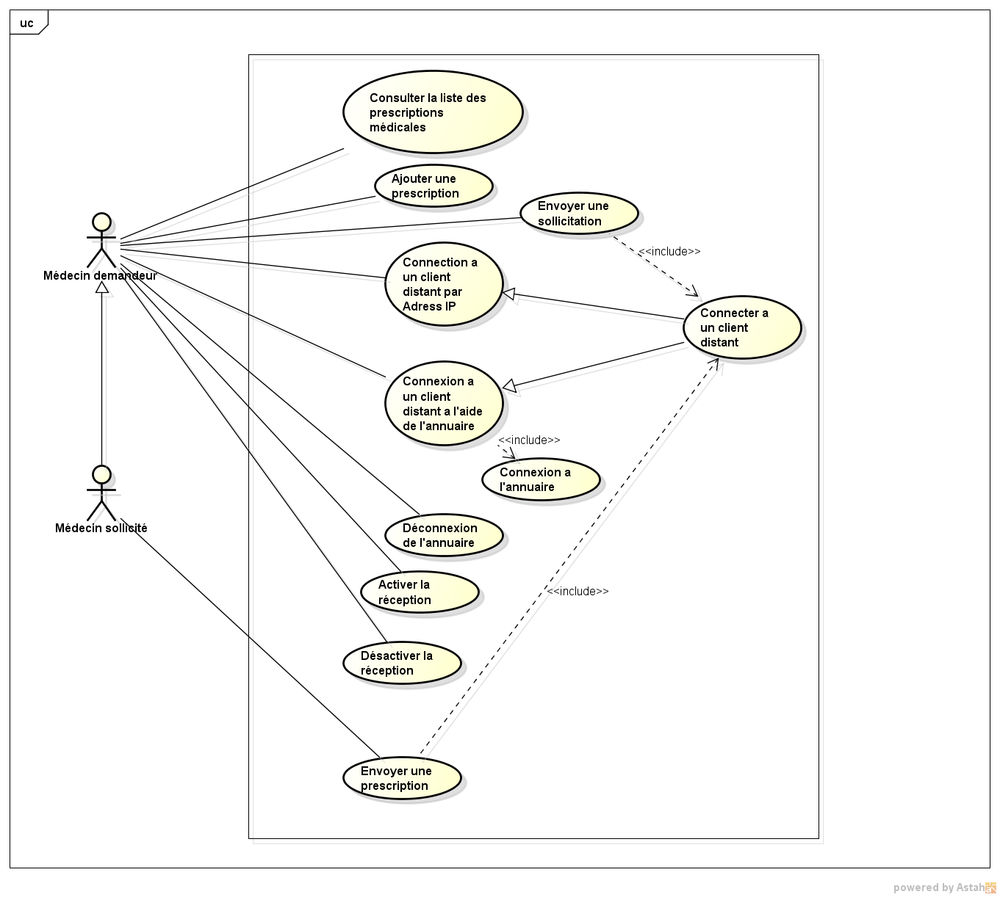 uc
Consulter la liste des
prescriptions
médicales
Ajouter une
prescription
Envoyer une
sollicitation
<<include>>
Connection a
un client
distant par
Adress IP
Médecin demandeur
Connecter a
un client
distant
Connexion a
un client
distant a l'aide
de l'annuaire
<<include>>
Connexion a
l'annuaire
Médecin sollicité
Déconnexion
de l'annuaire
Activer la
réception
<<include>>
Désactiver la
réception
Envoyer une
prescription
powered by Astah